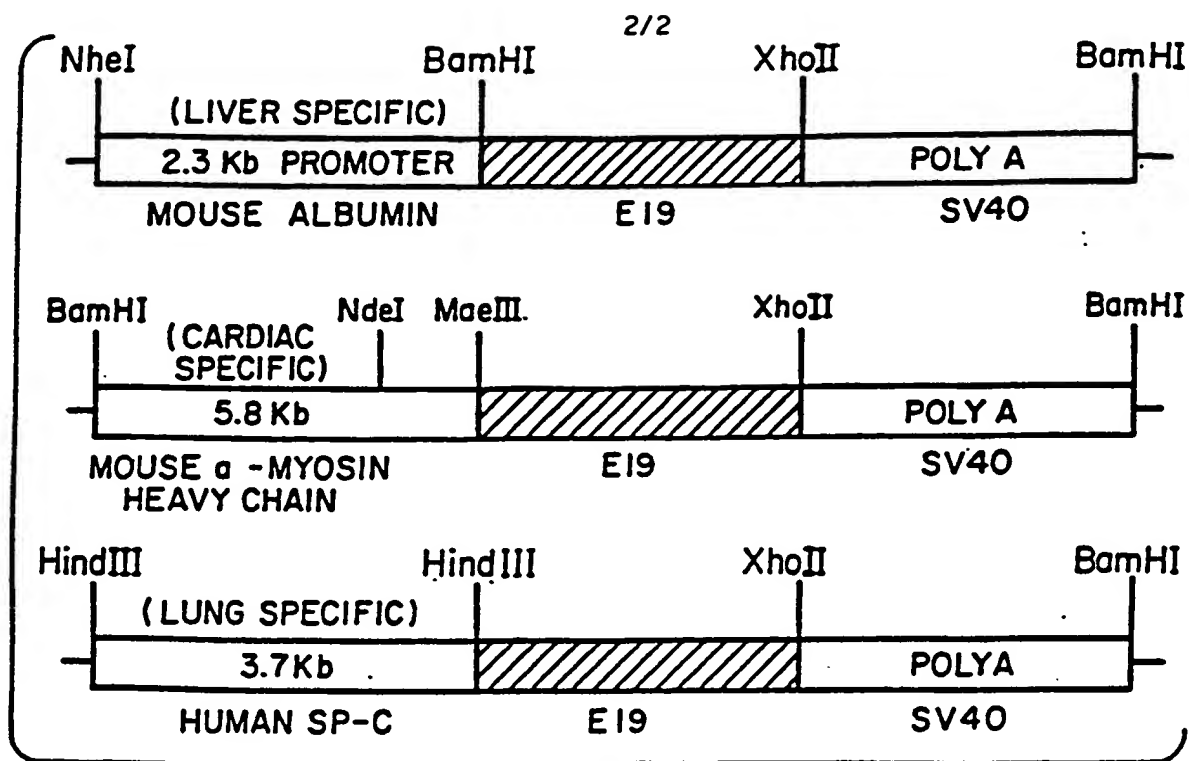 2/2
NheI BamHI XhoII BamHI
(LIVER SPECIFIC)
2.3 Kb PROMOTER POLY A
MOUSE ALBUMIN E19 SV40
BamHI NdeI MaeIII. XhoII BamHI
(CARDIAC
SPECIFIC)
5.8 Kb POLY A
MOUSE α -MYOSIN E19 SV40
HEAVY CHAIN
HindIII HindIII XhoII BamHI
(LUNG SPECIFIC)
3.7 Kb POLYA
HUMAN SP-C E19 SV40